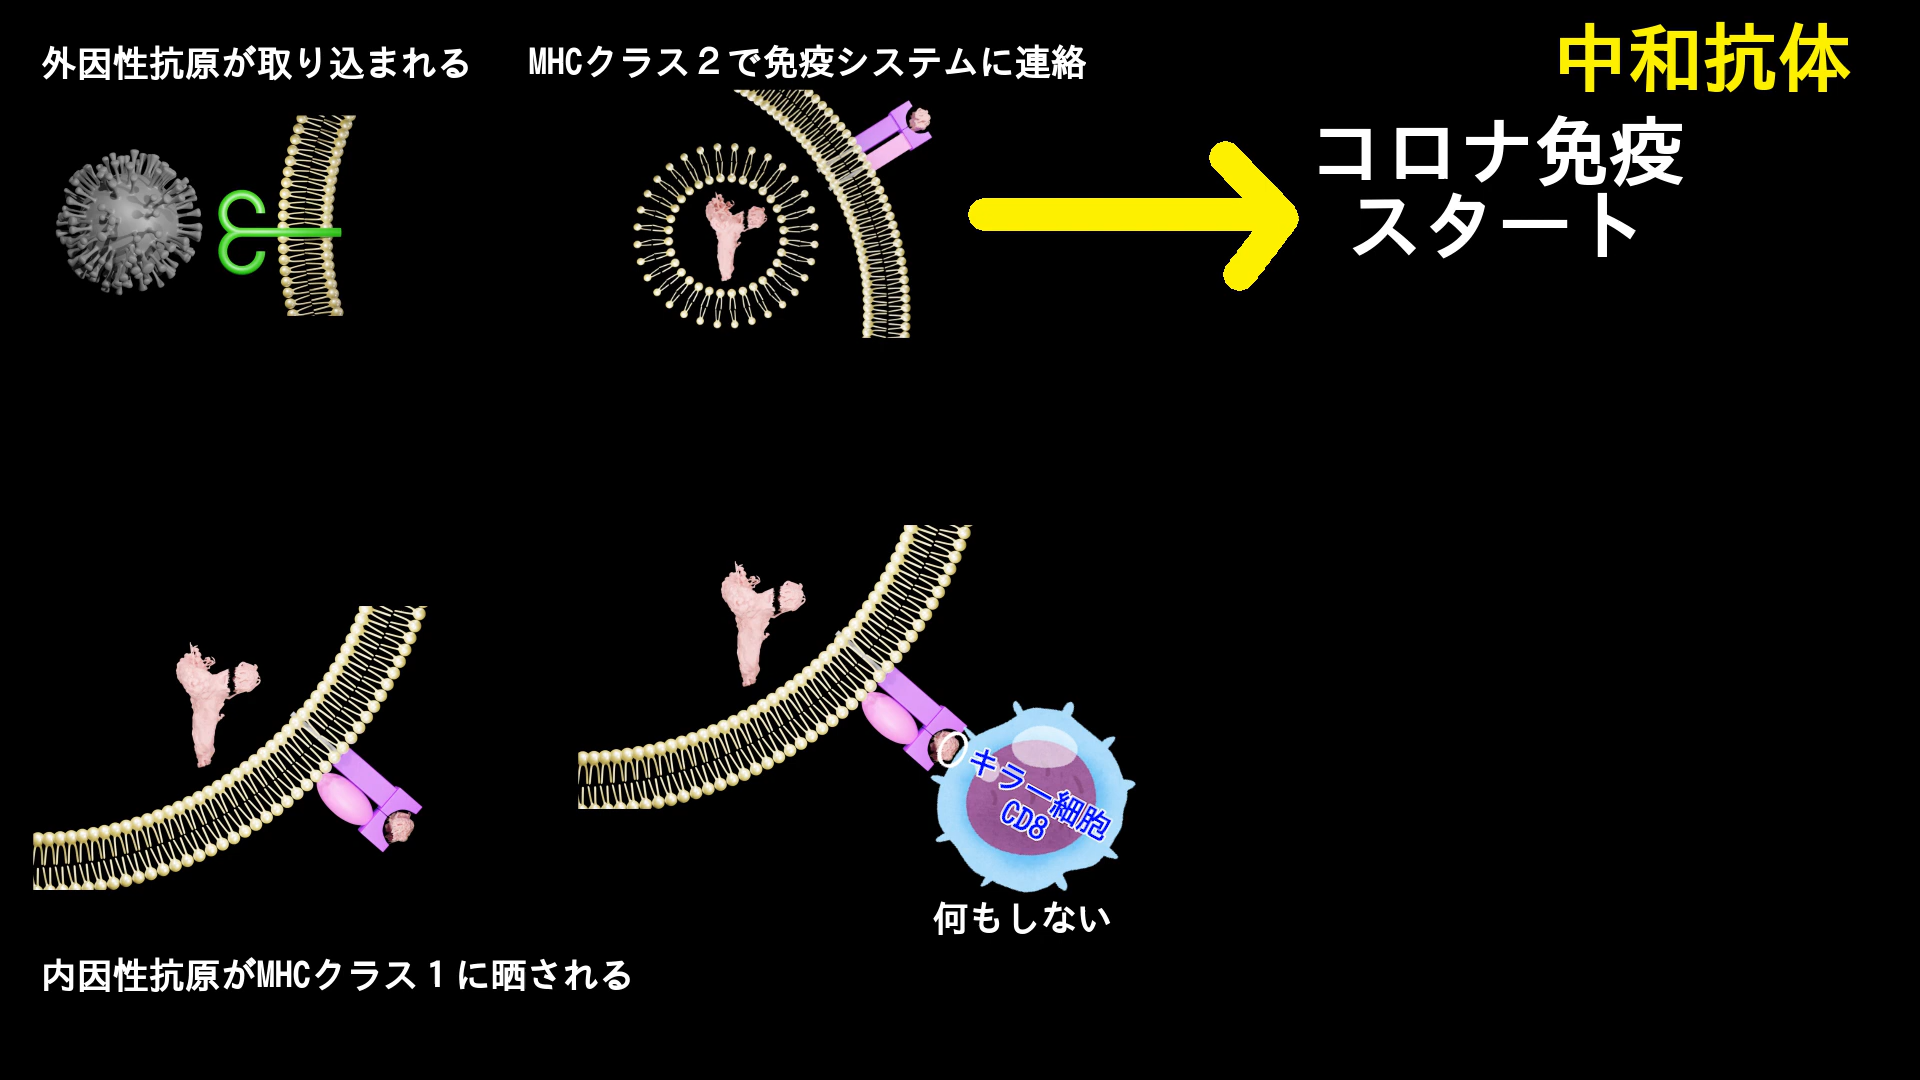 外因性抗原が取り込まれる
MHCクラス２で免疫システムに連絡
中和抗体
コロナ免疫
スタート
キラー細胞
CD8
何もしない
内因性抗原がMHCクラス１に晒される